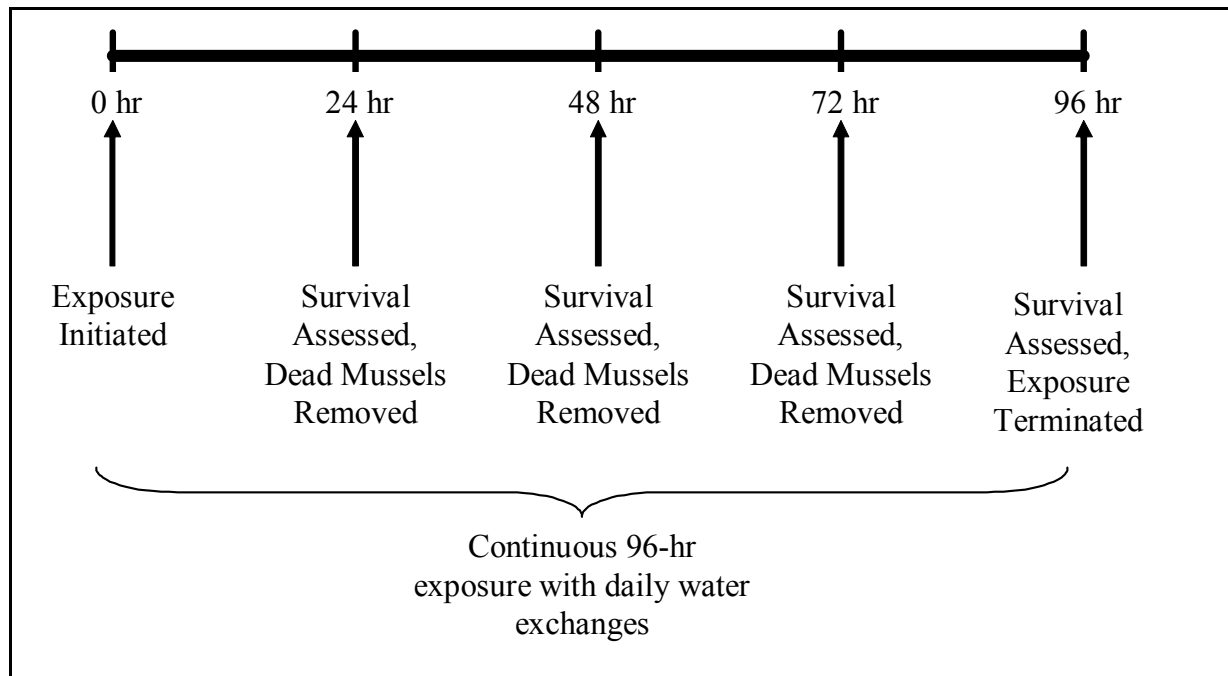 0 hr 24 hr 48 hr 72 hr 96 hr
Exposure
Initiated
Survival
Assessed,
Dead Mussels
Removed
Survival
Assessed,
Dead Mussels
Removed
Survival
Assessed,
Dead Mussels
Removed
Survival
Assessed,
Exposure
Terminated
Continuous 96-hr
exposure with daily water
exchanges